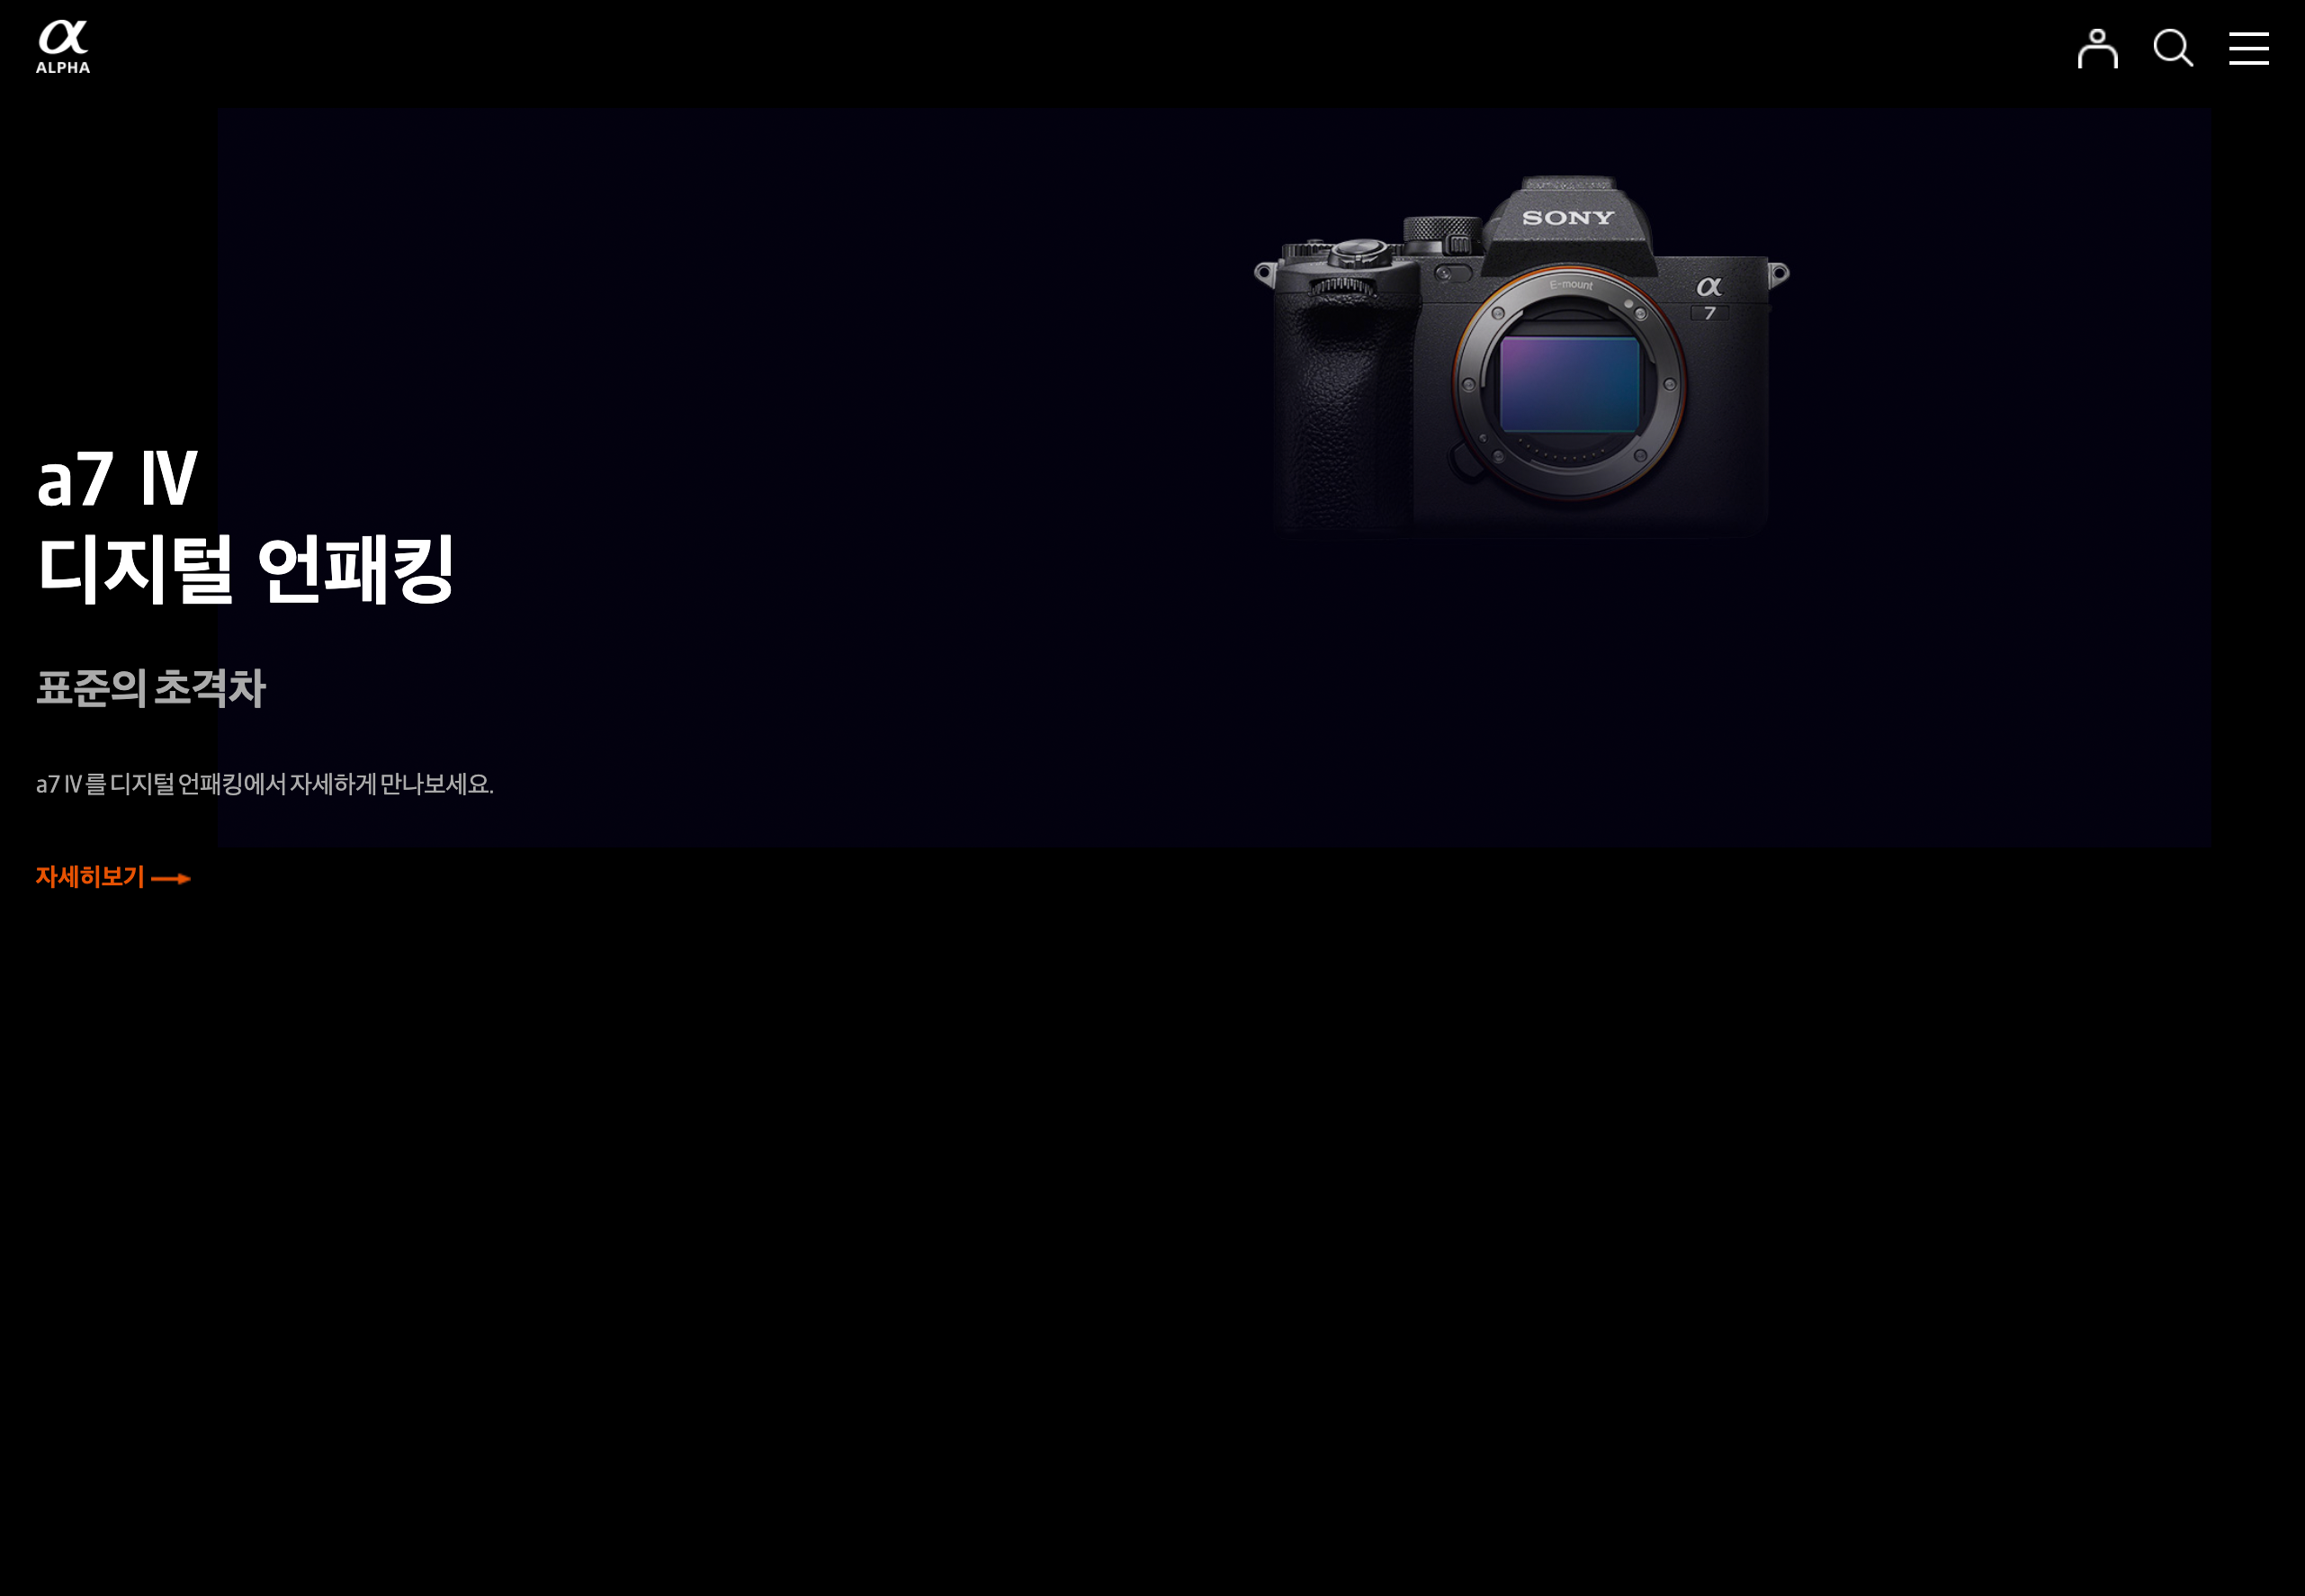 α
ALPHA
SONY
E-mount
α
7
a7 Ⅳ
디지털 언패킹
표준의 초격차
a7 Ⅳ 를 디지털 언패킹에서 자세하게 만나보세요.
자세히보기